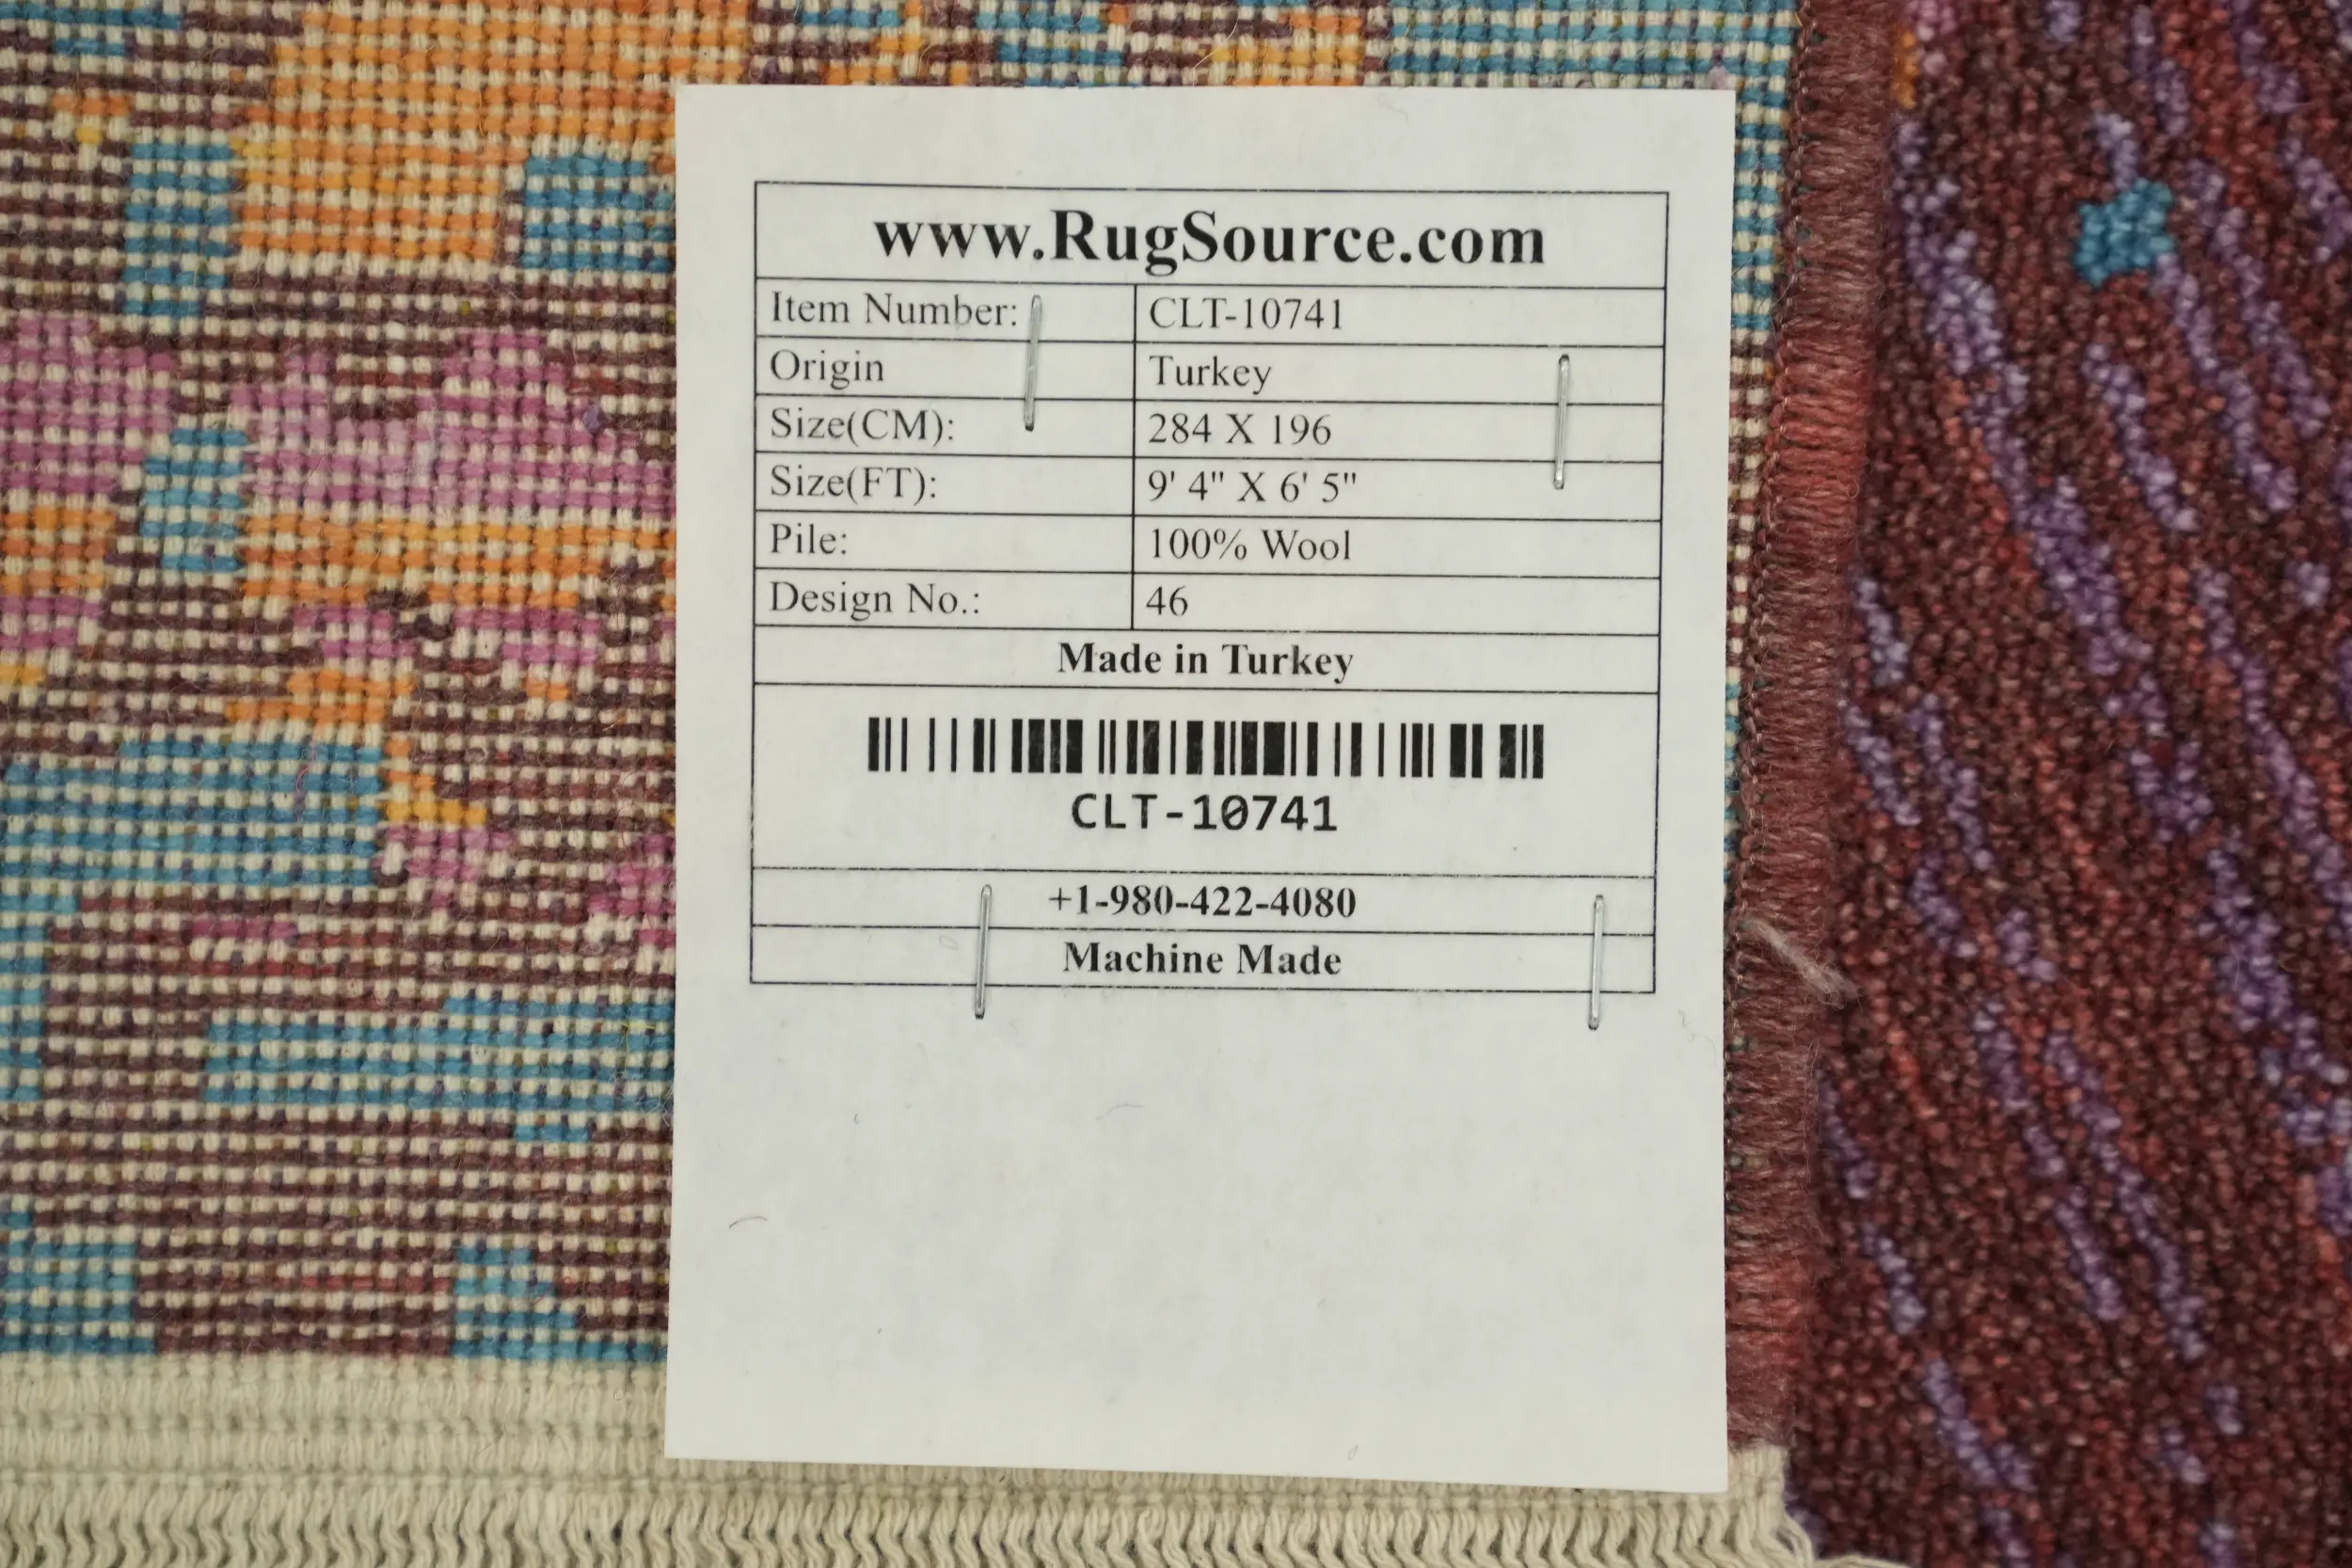 www.RugSource.com
Item Number: CLT-10741
Origin Turkey
Size(CM): 284 X 196
Size(FT): 9' 4" X 6' 5"
Pile: 100% Wool
Design No.: 46
Made in Turkey
CLT-10741
+1-980-422-4080
Machine Made